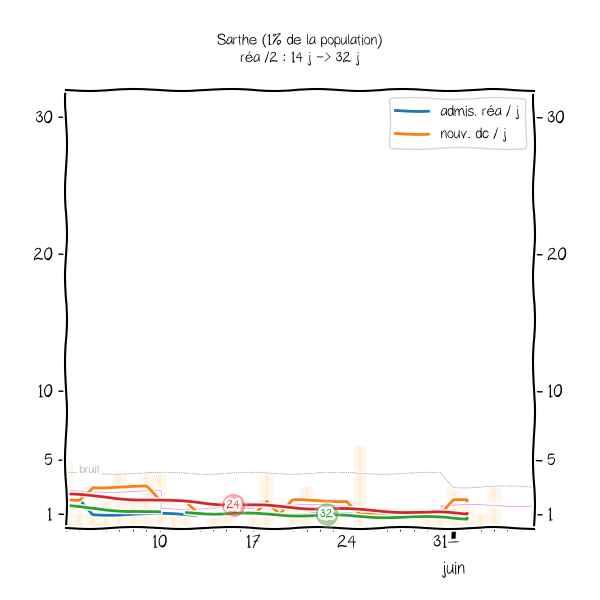 Sarthe (1% de la population)
réa /2 : 14 j -> 32 j
admis. réa / j
nouv. dc / j
30
30
20
20
10
10
5
5
bruit
24
32
1
1
10
17
24
31
juin